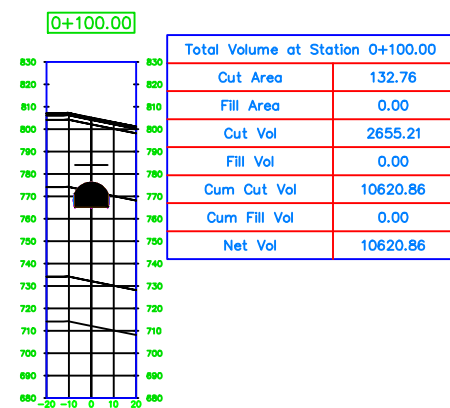 0+100.00
Total Volume at Station 0+100.00
Cut Area 132.76
Fill Area 0.00
Cut Vol 2655.21
Fill Vol 0.00
Cum Cut Vol 10620.86
Cum Fill Vol 0.00
Net Vol 10620.86
830 830
820 820
810 810
800 800
790 790
780 780
770 770
760 760
750 750
740 740
730 730
720 720
710 710
700 700
690 690
680 680
-20 -10 0 10 20